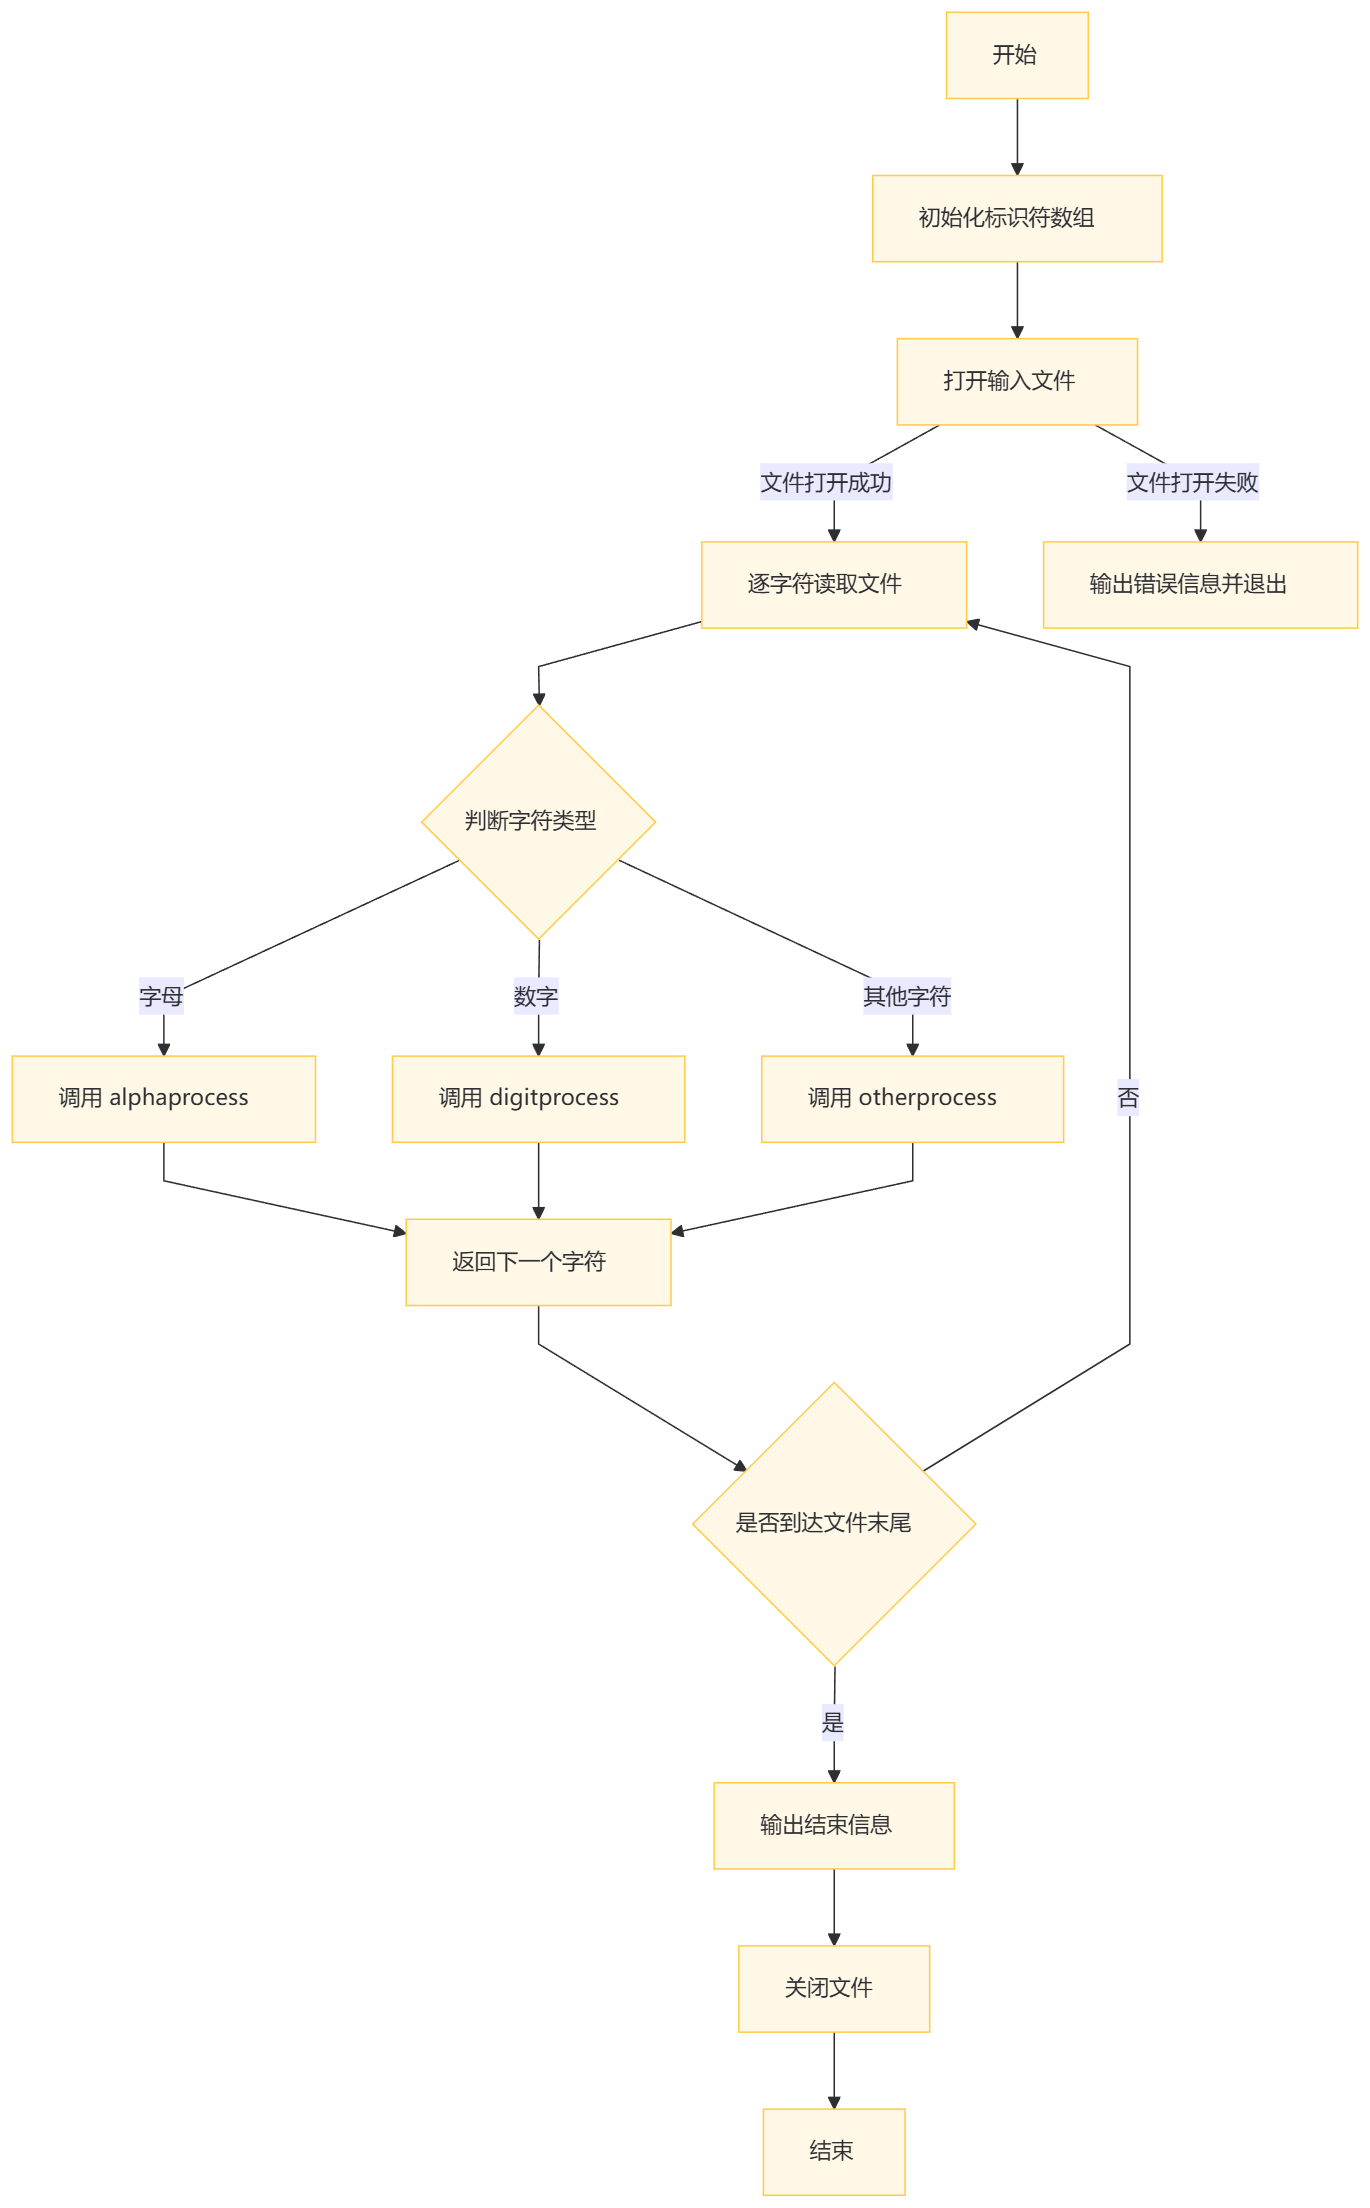 开始
初始化标识符数组
打开输入文件
文件打开成功
文件打开失败
逐字符读取文件
输出错误信息并退出
判断字符类型
字母
数字
其他字符
调用 alphaprocess
调用 digitprocess
调用 otherprocess
否
返回下一个字符
是否到达文件末尾
是
输出结束信息
关闭文件
结束